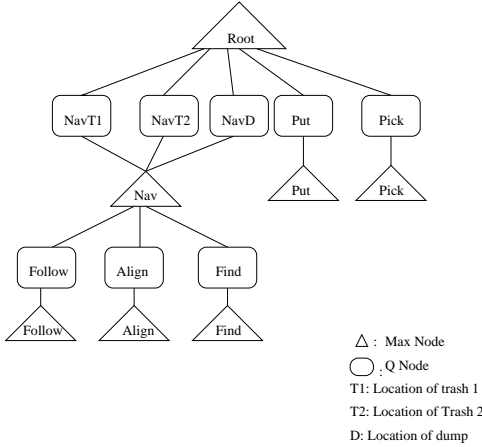 Root
NavT1 NavT2 NavD Put Pick
Nav Put Pick
Follow Align Find
Follow Align Find
: Max Node
: Q Node
T1: Location of trash 1
T2: Location of Trash 2
D: Location of dump